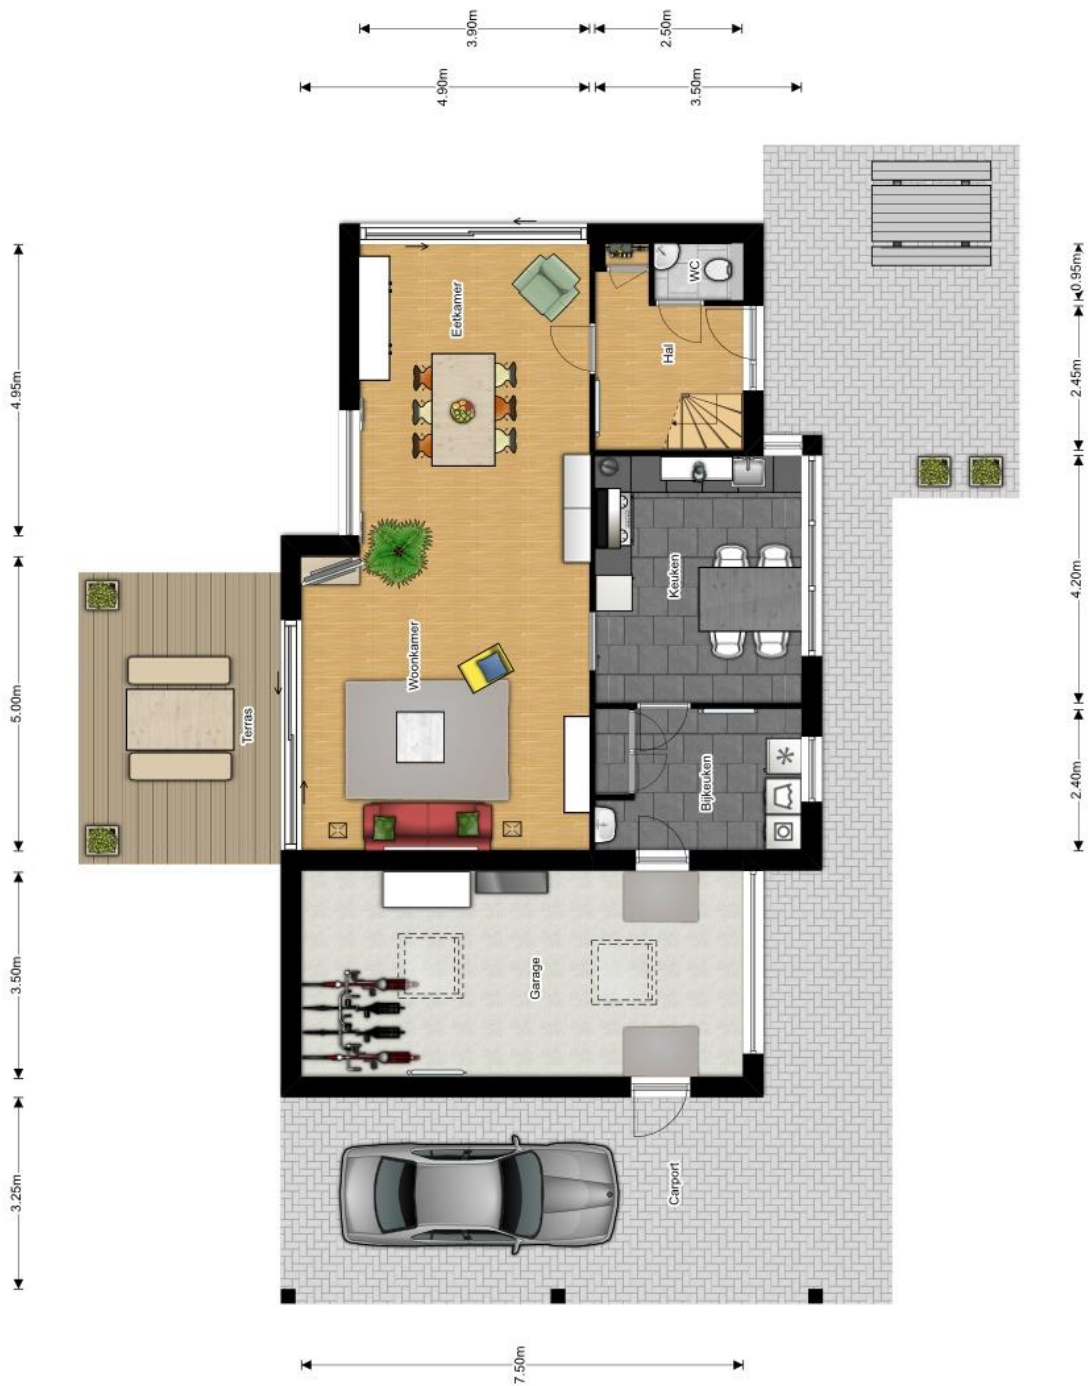 3.90m
2.50m
4.90m
3.50m
4.95m
0.95m
2.45m
5.00m
4.20m
2.40m
3.50m
3.25m
7.50m
Eetkamer
WC
Hal
Keuken
Woonkamer
Terras
Bijkeuken
Garage
Carport